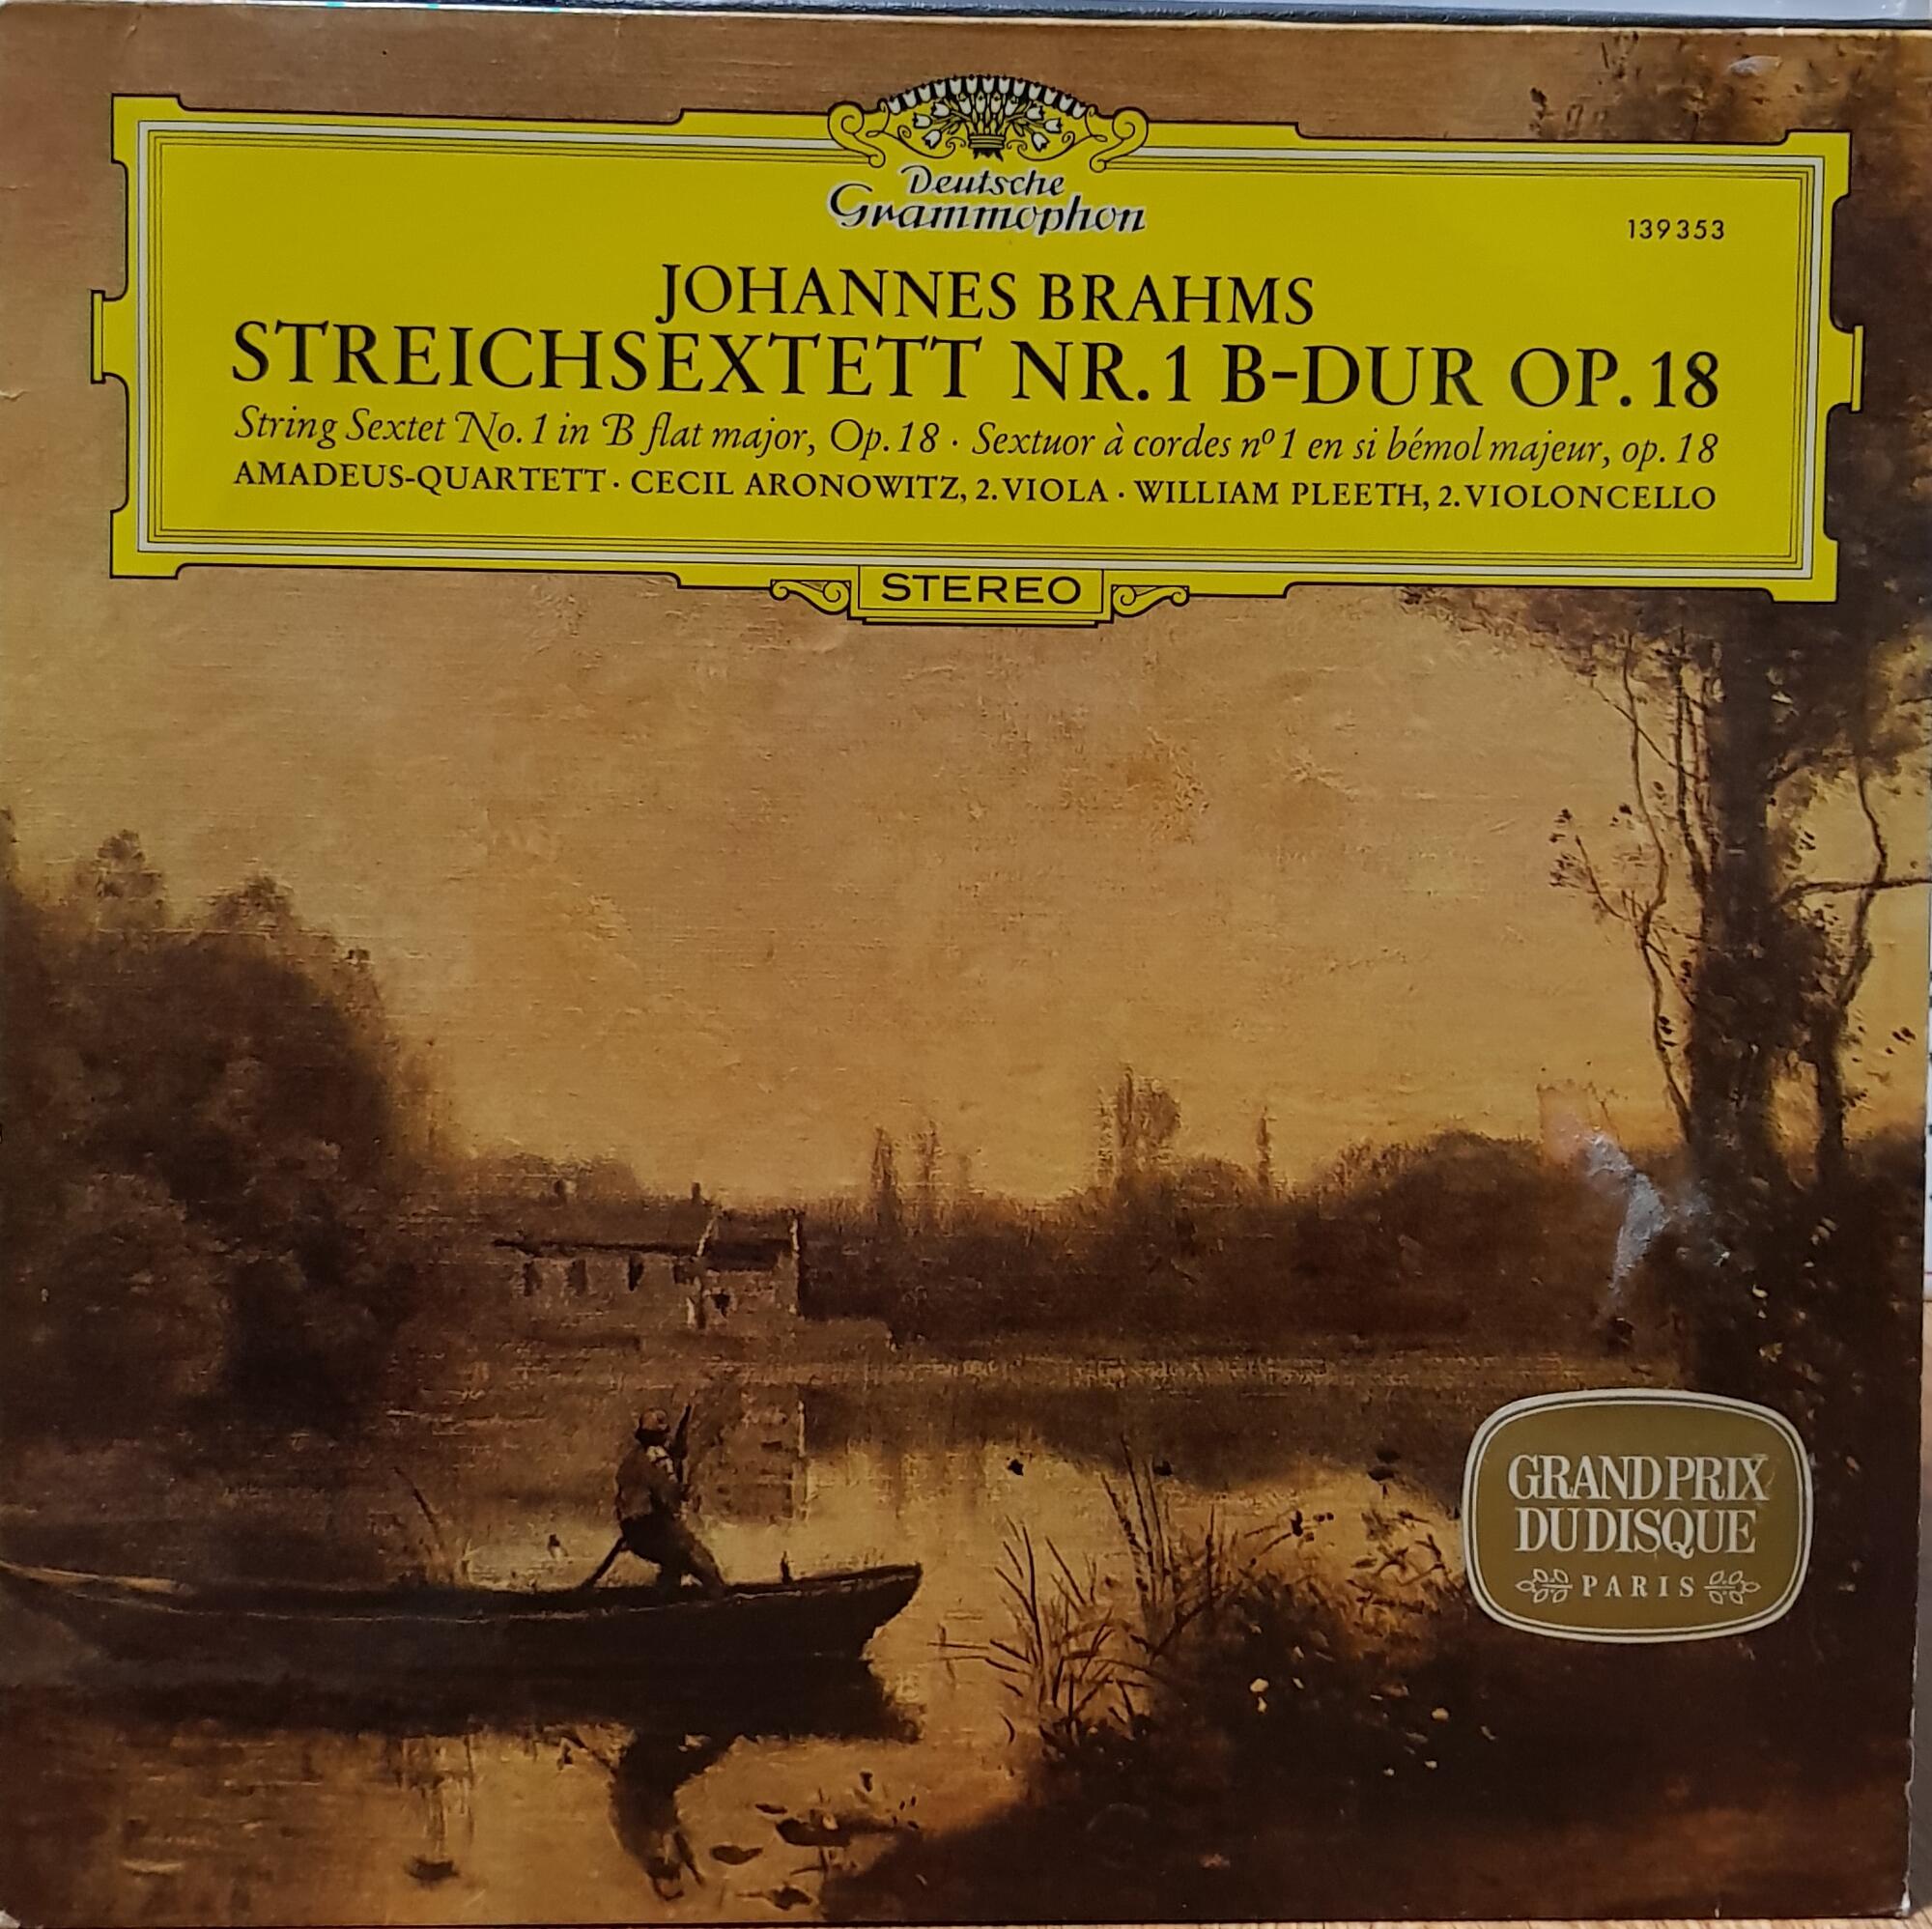 Deutsche
Grammophon
139 353
JOHANNES BRAHMS
STREICHSEXTETT NR. 1 B-DUR OP. 18
String Sextet No. 1 in B flat major, Op. 18 · Sextuor à cordes nº 1 en si bémol majeur, op. 18
AMADEUS-QUARTETT · CECIL ARONOWITZ, 2. VIOLA · WILLIAM PLEETH, 2. VIOLONCELLO
STEREO
GRAND PRIX
DU DISQUE
PARIS